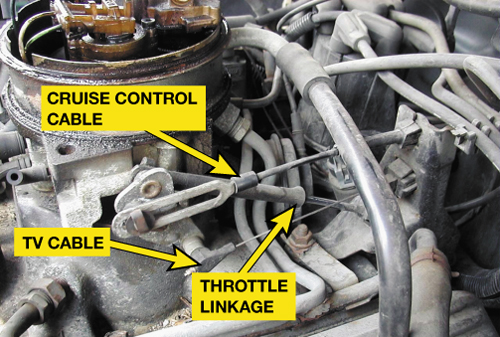 CRUISE CONTROL
CABLE
TV CABLE
THROTTLE
LINKAGE